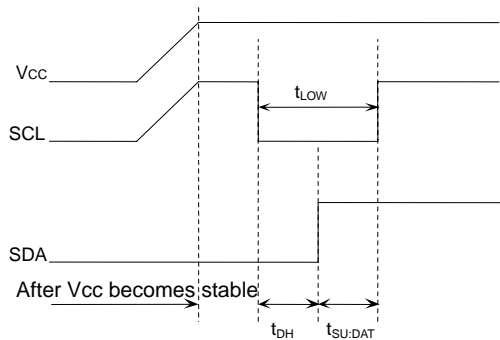 Vcc
tLOW
SCL
SDA
After Vcc becomes stable
tDH
tSU:DAT